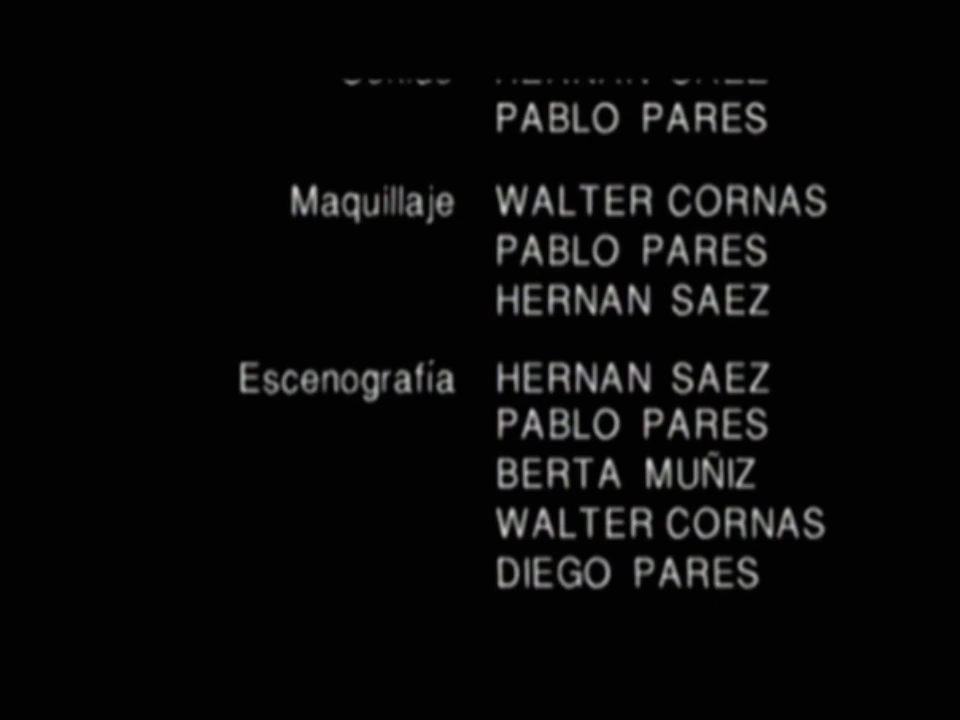 PABLO PARES
Maquillaje WALTER CORNAS
PABLO PARES
HERNAN SAEZ
Escenografía HERNAN SAEZ
PABLO PARES
BERTA MUÑIZ
WALTER CORNAS
DIEGO PARES